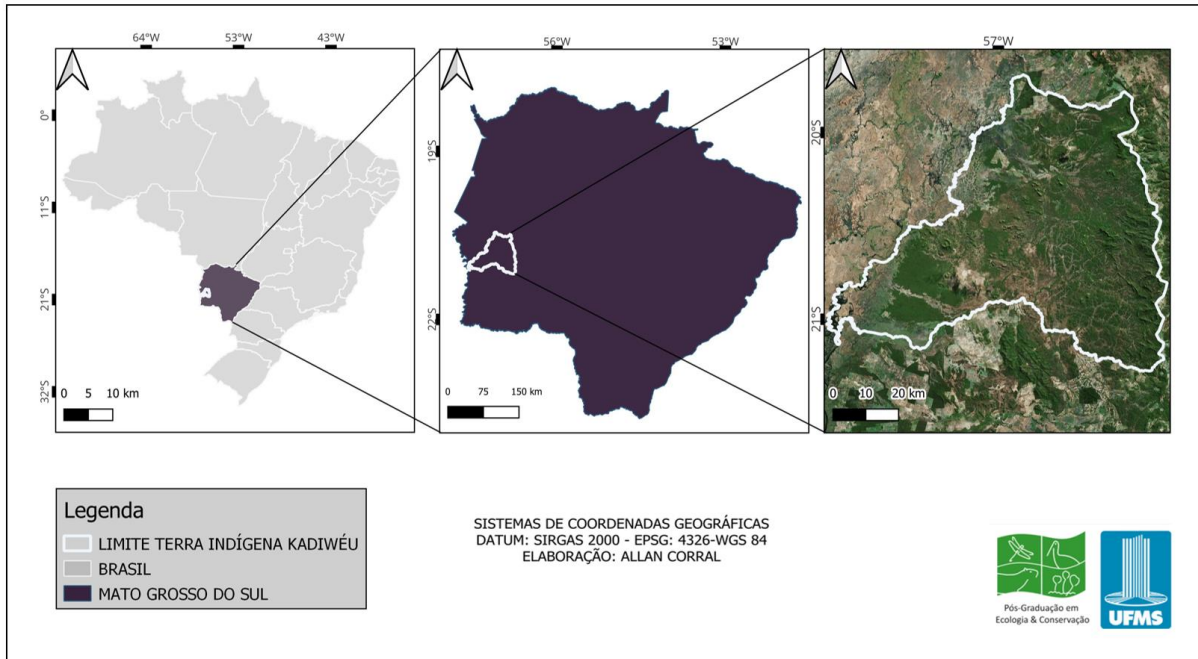 64°W 53°W 43°W
0°
11°S
21°S
32°S
0 5 10 km
56°W 53°W
19°S
22°S
0 75 150 km
57°W
20°S
21°S
0 10 20 km
Legenda
LIMITE TERRA INDÍGENA KADIWÉU
BRASIL
MATO GROSSO DO SUL
SISTEMAS DE COORDENADAS GEOGRÁFICAS
DATUM: SIRGAS 2000 - EPSG: 4326-WGS 84
ELABORAÇÃO: ALLAN CORRAL
Pós-Graduação em
Ecologia & Conservação
UFMS